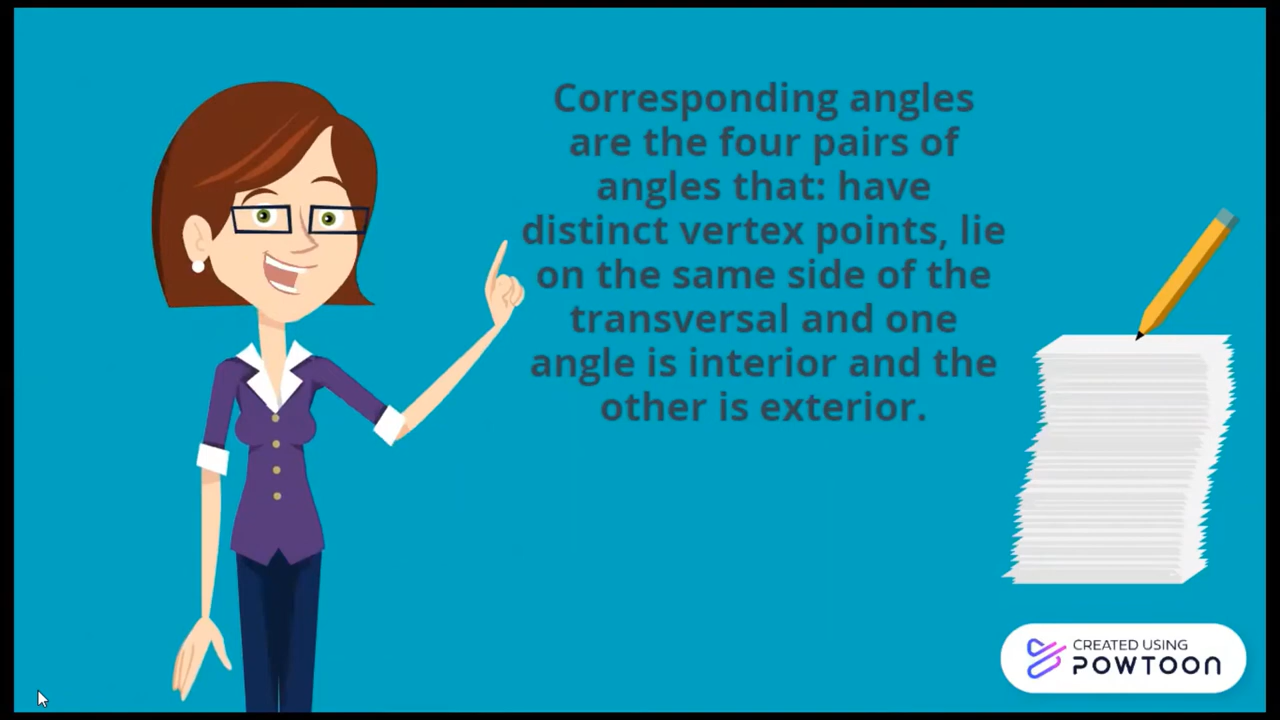 Corresponding angles
are the four pairs of
angles that: have
distinct vertex points, lie
on the same side of the
transversal and one
angle is interior and the
other is exterior.
CREATED USING
POWTOON